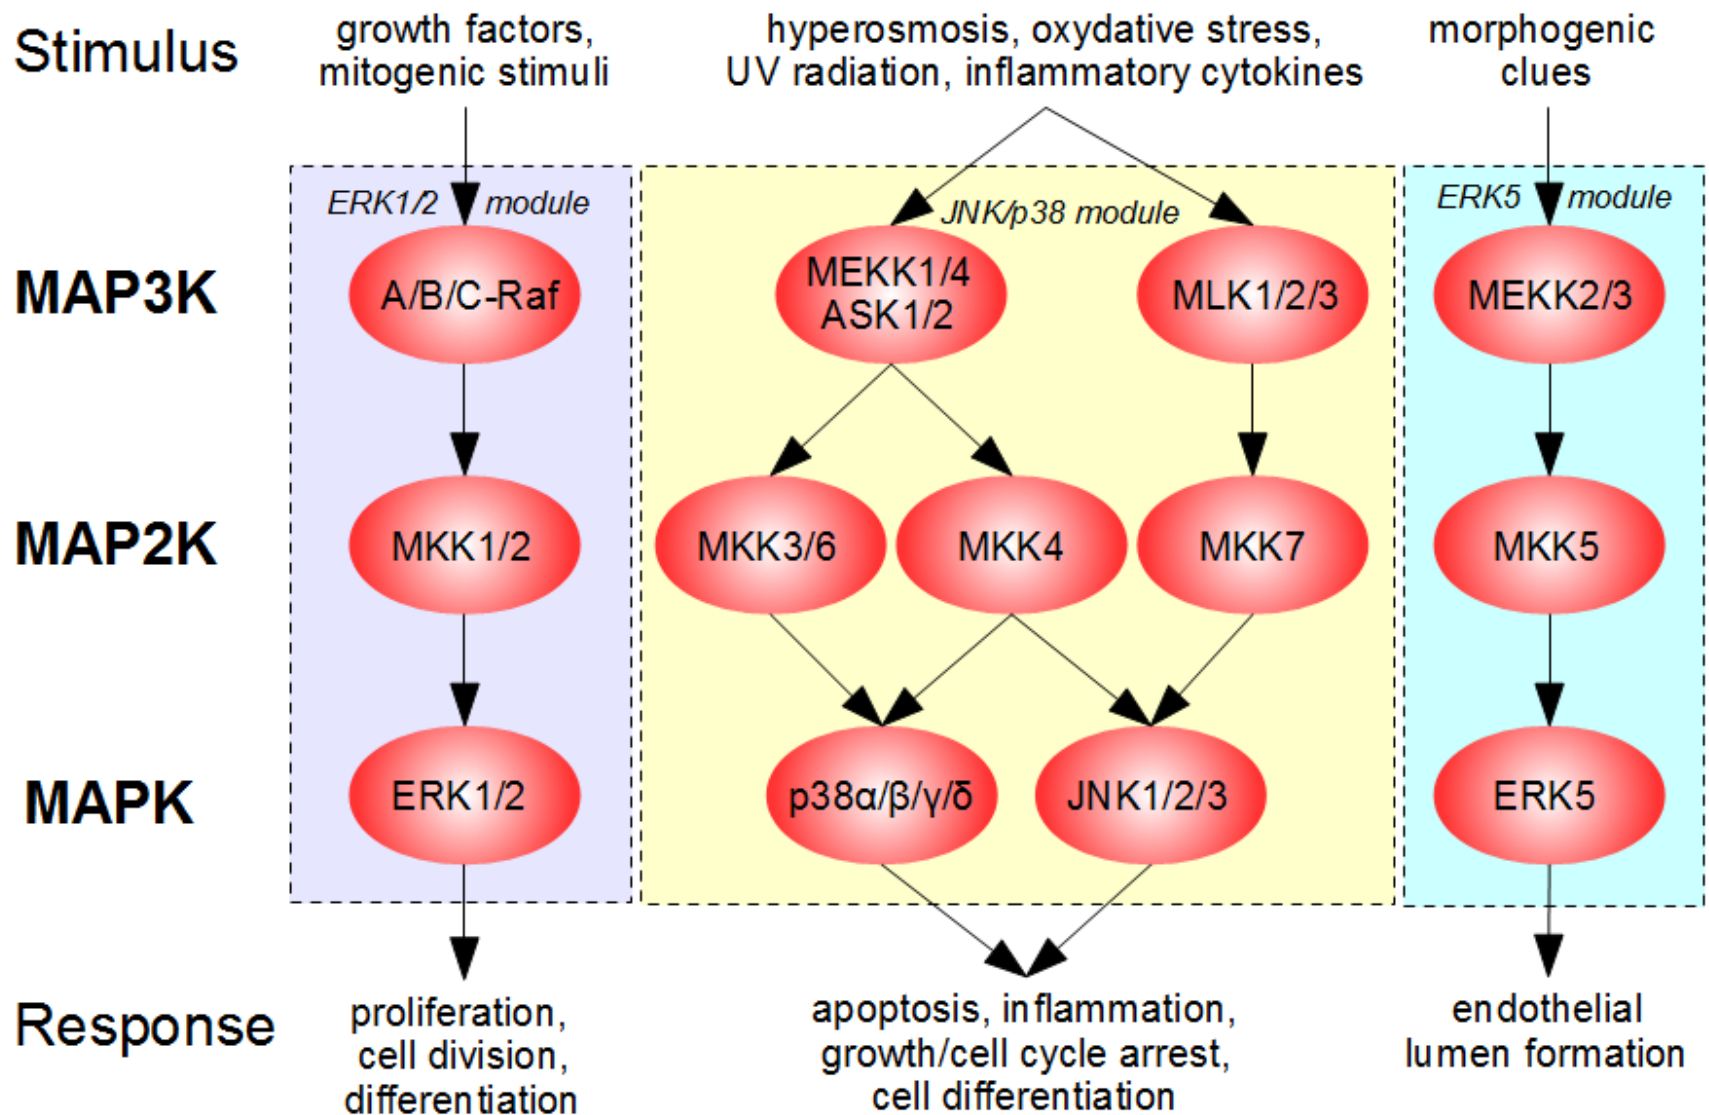 Stimulus
growth factors,
mitogenic stimuli
hyperosmosis, oxydative stress,
UV radiation, inflammatory cytokines
morphogenic
clues
ERK1/2 module
JNK/p38 module
ERK5 module
MAP3K
A/B/C-Raf
MEKK1/4
ASK1/2
MLK1/2/3
MEKK2/3
MAP2K
MKK1/2
MKK3/6
MKK4
MKK7
MKK5
MAPK
ERK1/2
p38α/β/γ/δ
JNK1/2/3
ERK5
Response
proliferation,
cell division,
differentiation
apoptosis, inflammation,
growth/cell cycle arrest,
cell differentiation
endothelial
lumen formation